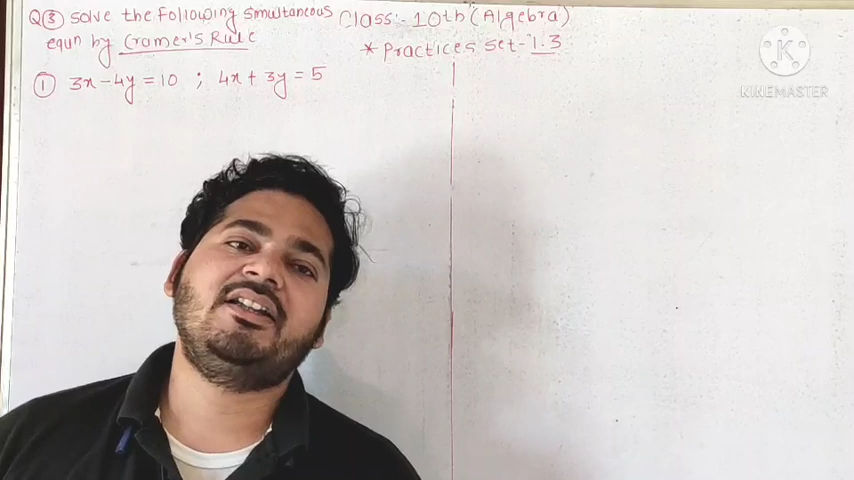 Q③ Solve the following simultaneous
equn by Cramer's Rule
Class:- 10th (Algebra)
* Practices set-1.3
① 3x-4y=10 ; 4x+3y=5
K
KINEMASTER